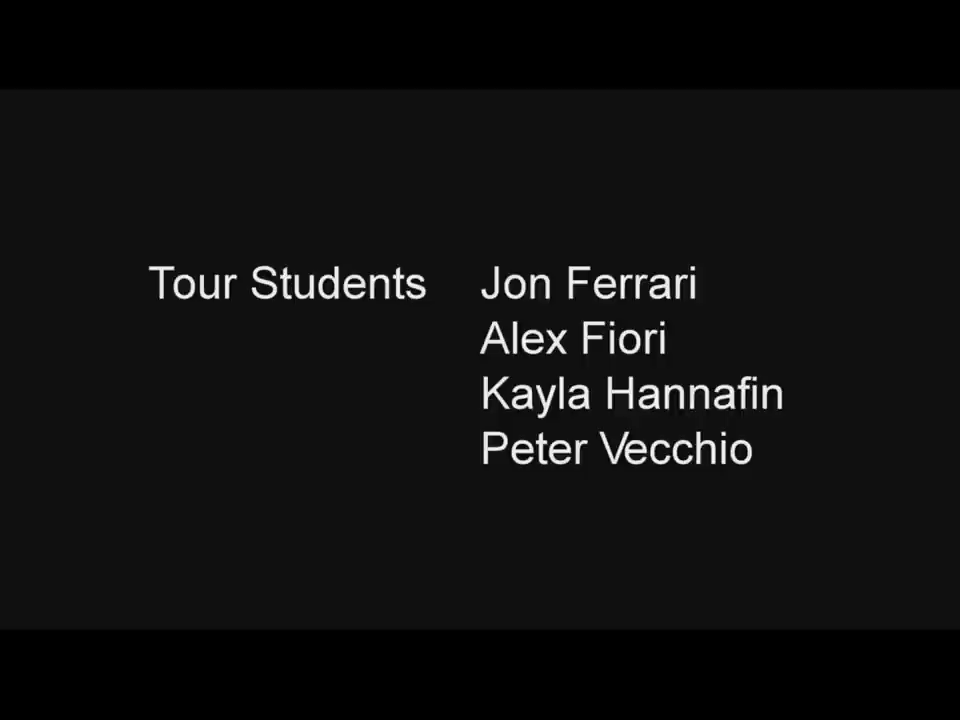 Tour Students Jon Ferrari
Alex Fiori
Kayla Hannafin
Peter Vecchio